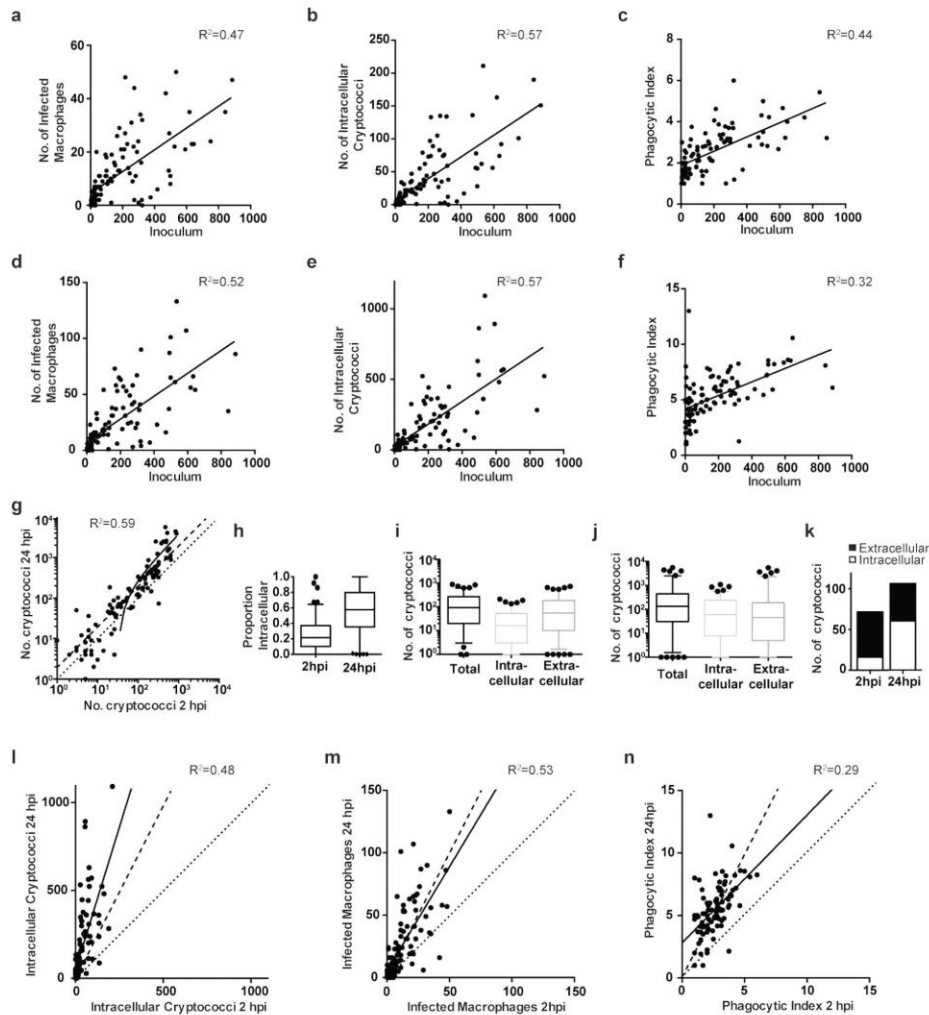 a
R²=0.47
No. of Infected
Macrophages
60
40
20
0
0 200 400 600 800 1000
Inoculum
b
R²=0.57
No. of Intracellular
Cryptococci
250
200
150
100
50
0
0 200 400 600 800 1000
Inoculum
c
R²=0.44
Phagocytic Index
8
6
4
2
0
0 200 400 600 800 1000
Inoculum
d
R²=0.52
No. of Infected
Macrophages
150
100
50
0
0 200 400 600 800 1000
Inoculum
e
R²=0.57
No. of Intracellular
Cryptococci
1000
500
0
0 200 400 600 800 1000
Inoculum
f
R²=0.32
Phagocytic Index
15
10
5
0
0 200 400 600 800 1000
Inoculum
g
R²=0.59
No. cryptococci 24 hpi
10⁴
10³
10²
10¹
10⁰
10⁰ 10¹ 10² 10³ 10⁴
No. cryptococci 2 hpi
h
Proportion
Intracellular
1.0
0.8
0.6
0.4
0.2
0.0
2hpi 24hpi
i
No. of cryptococci
10⁴
10³
10²
10¹
10⁰
Total Intra-
cellular Extra-
cellular
j
No. of cryptococci
10⁴
10³
10²
10¹
10⁰
Total Intra-
cellular Extra-
cellular
k
Extracellular
Intracellular
No. of cryptococci
100
50
0
2hpi 24hpi
l
R²=0.48
Intracellular Cryptococci 24 hpi
1000
500
0
0 500 1000
Intracellular Cryptococci 2 hpi
m
R²=0.53
Infected Macrophages 24 hpi
150
100
50
0
0 50 100 150
Infected Macrophages 2hpi
n
R²=0.29
Phagocytic Index 24hpi
15
10
5
0
0 5 10 15
Phagocytic Index 2 hpi